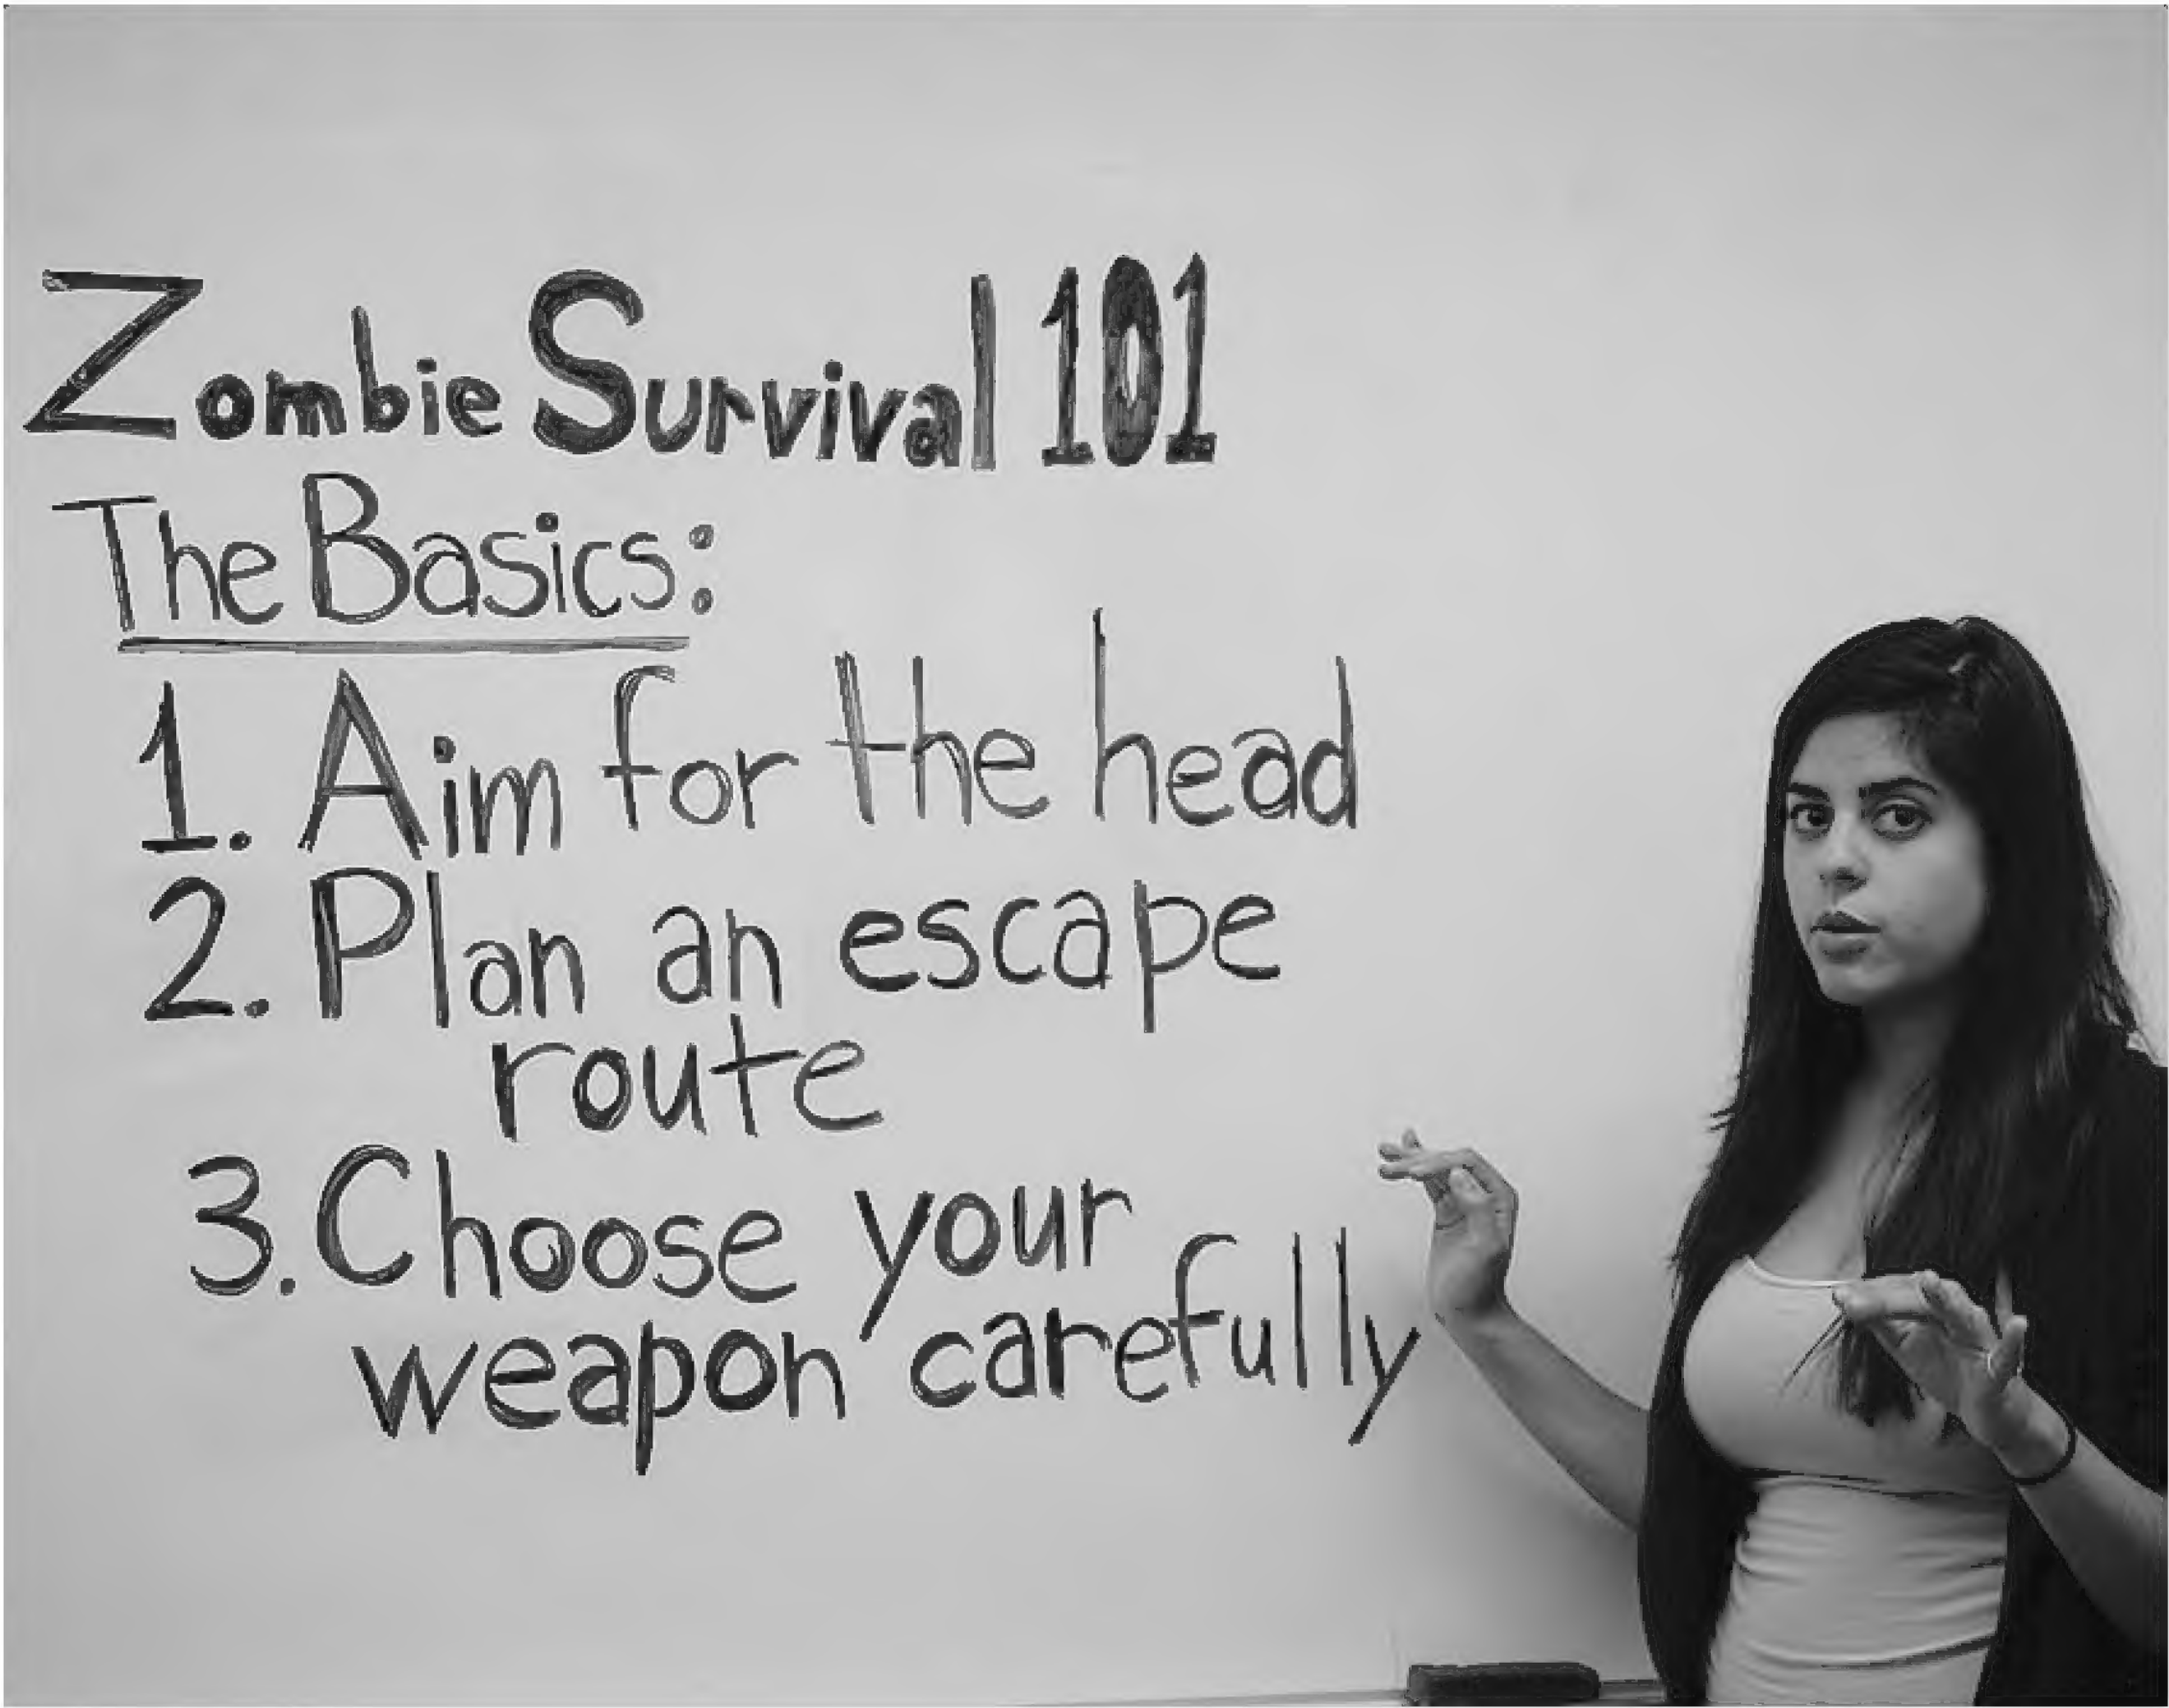 Zombie Survival 101
The Basics:
1. Aim for the head
2. Plan an escape
route
3. Choose your
weapon carefully